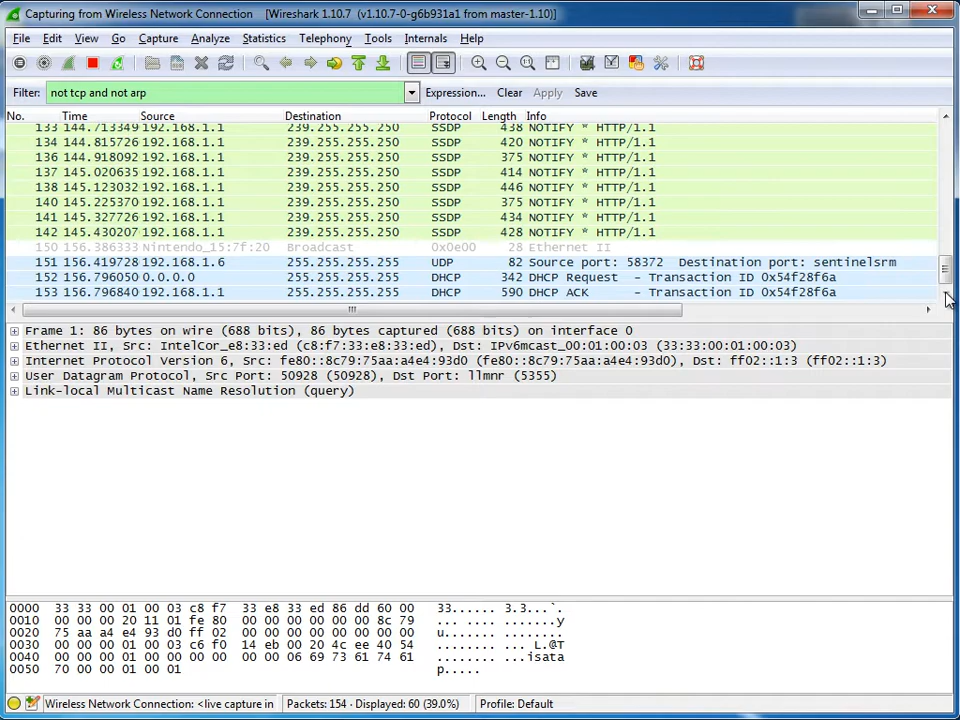 Capturing from Wireless Network Connection [Wireshark 1.10.7 (v1.10.7-0-g6b931a1 from master-1.10)]
File Edit View Go Capture Analyze Statistics Telephony Tools Internals Help
Filter: not tcp and not arp Expression... Clear Apply Save
No. Time Source Destination Protocol Length Info
133 144.713349 192.168.1.1 239.255.255.250 SSDP 438 NOTIFY * HTTP/1.1
134 144.815726 192.168.1.1 239.255.255.250 SSDP 420 NOTIFY * HTTP/1.1
136 144.918092 192.168.1.1 239.255.255.250 SSDP 375 NOTIFY * HTTP/1.1
137 145.020635 192.168.1.1 239.255.255.250 SSDP 414 NOTIFY * HTTP/1.1
138 145.123032 192.168.1.1 239.255.255.250 SSDP 446 NOTIFY * HTTP/1.1
140 145.225370 192.168.1.1 239.255.255.250 SSDP 375 NOTIFY * HTTP/1.1
141 145.327726 192.168.1.1 239.255.255.250 SSDP 434 NOTIFY * HTTP/1.1
142 145.430207 192.168.1.1 239.255.255.250 SSDP 428 NOTIFY * HTTP/1.1
150 156.386333 Nintendo_15:7f:20 Broadcast 0x0e00 28 Ethernet II
151 156.419728 192.168.1.6 255.255.255.255 UDP 82 Source port: 58372 Destination port: sentinelsrm
152 156.796050 0.0.0.0 255.255.255.255 DHCP 342 DHCP Request - Transaction ID 0x54f28f6a
153 156.796840 192.168.1.1 255.255.255.255 DHCP 590 DHCP ACK - Transaction ID 0x54f28f6a
Frame 1: 86 bytes on wire (688 bits), 86 bytes captured (688 bits) on interface 0
Ethernet II, Src: IntelCor_e8:33:ed (c8:f7:33:e8:33:ed), Dst: IPv6mcast_00:01:00:03 (33:33:00:01:00:03)
Internet Protocol Version 6, Src: fe80::8c79:75aa:a4e4:93d0 (fe80::8c79:75aa:a4e4:93d0), Dst: ff02::1:3 (ff02::1:3)
User Datagram Protocol, Src Port: 50928 (50928), Dst Port: llmnr (5355)
Link-local Multicast Name Resolution (query)
0000 33 33 00 01 00 03 c8 f7 33 e8 33 ed 86 dd 60 00 33...... 3.3...`.
0010 00 00 00 20 11 01 fe 80 00 00 00 00 00 00 8c 79 ... .... .......y
0020 75 aa a4 e4 93 d0 ff 02 00 00 00 00 00 00 00 00 u....... ........
0030 00 00 00 01 00 03 c6 f0 14 eb 00 20 4c ee 40 54 ........ ... L.@T
0040 00 00 00 01 00 00 00 00 00 00 06 69 73 61 74 61 ........ ...isata
0050 70 00 00 01 00 01 p.....
Wireless Network Connection: <live capture in Packets: 154 · Displayed: 60 (39.0%) Profile: Default